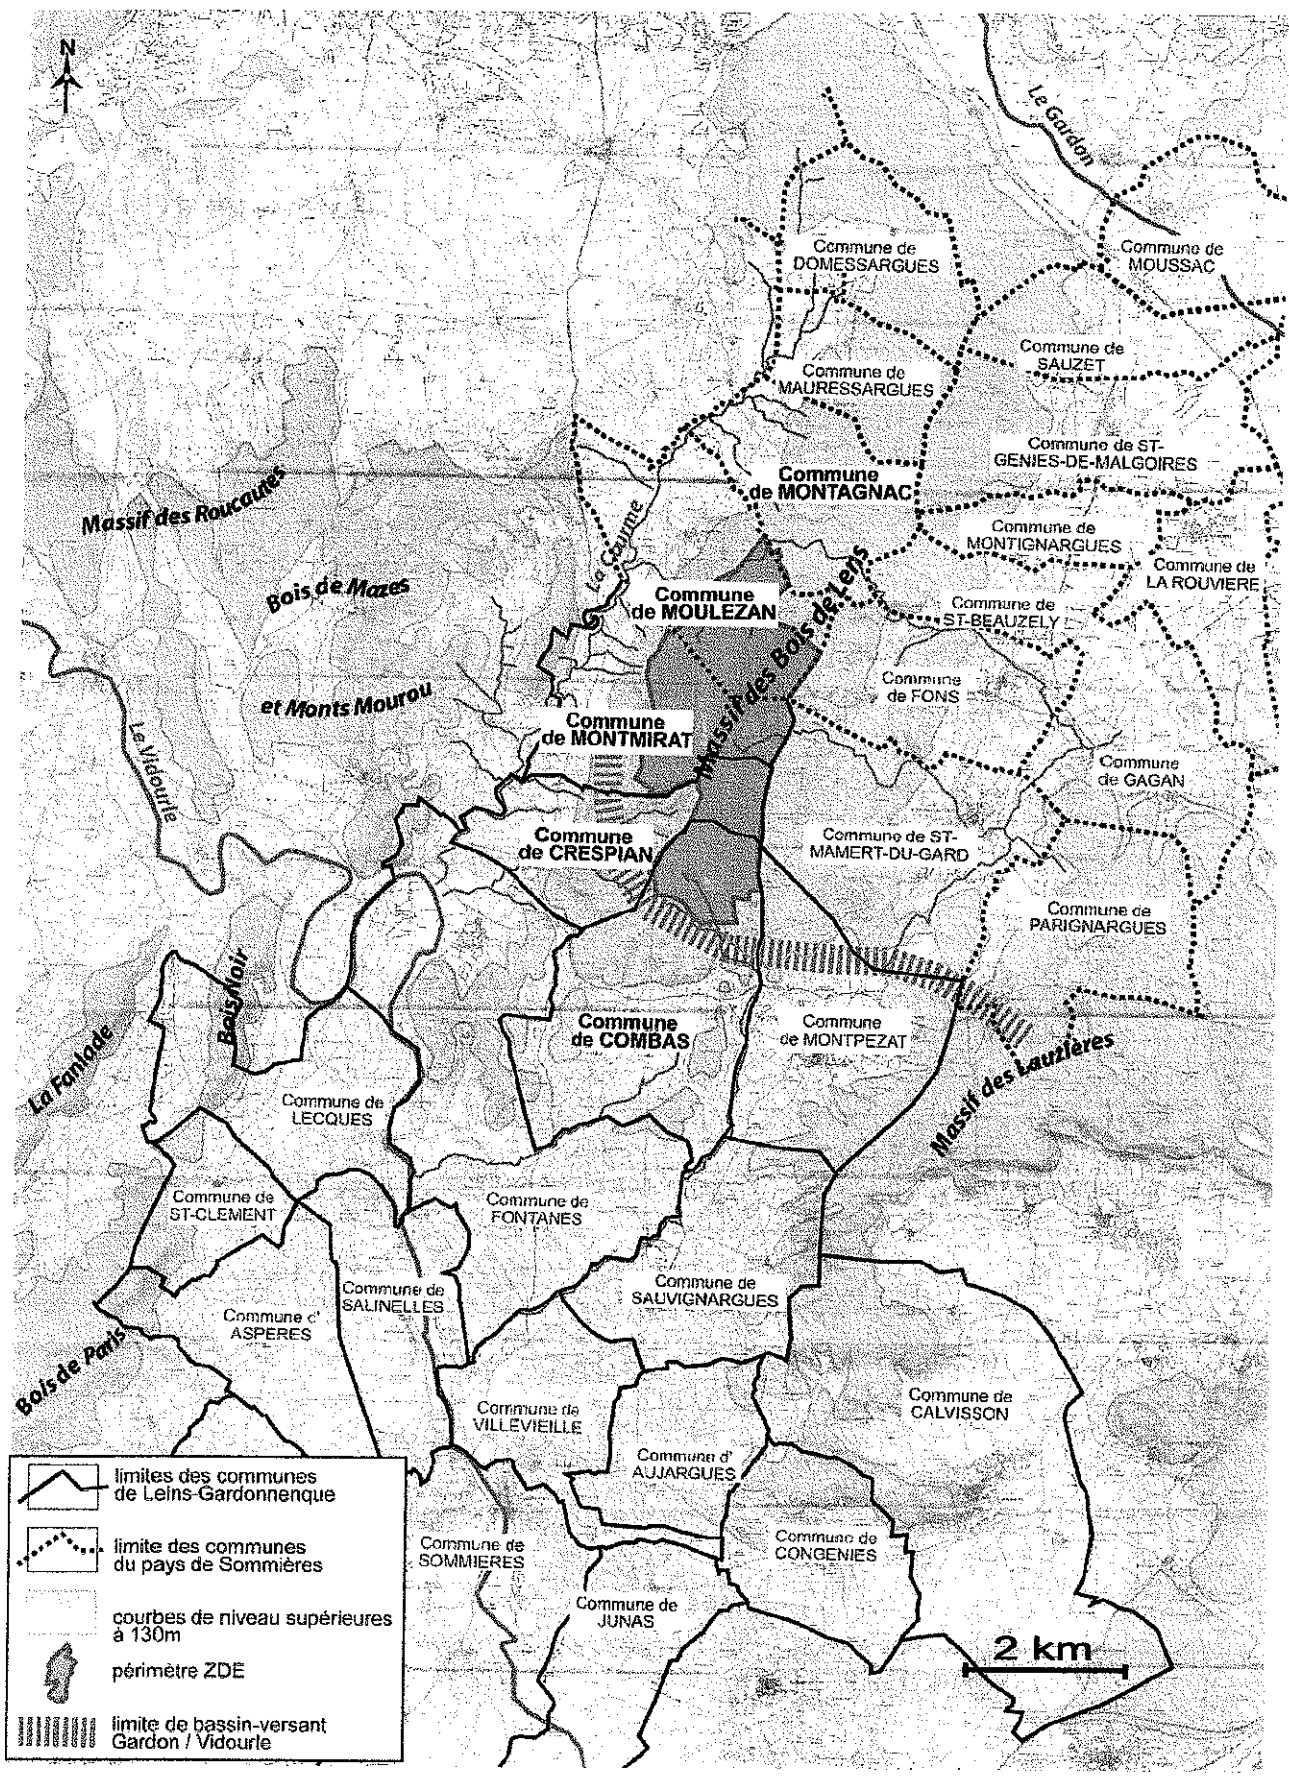 N
Le Gardon
Commune de
DOMESSARGUES
Commune de
MOUSSAC
Commune de
SAUZET
Commune de
MAURESSARGUES
Commune de ST-
GENIES-DE-MALGOIRES
Commune
de MONTAGNAC
Massif des Roucautes
La Courme
Commune de
MONTIGNARGUES
Commune de
LA ROUVIERE
Bois de Mazes
Commune
de MOULEZAN
Massif des Bois de Lens
Commune de
ST-BEAUZELY
et Monts Mourou
Commune
de FONS
Le Vidourle
Commune
de MONTMIRAT
Commune
de GAGAN
Commune
de CRESPIAN
Commune de ST-
MAMERT-DU-GARD
Commune de
PARIGNARGUES
Bois Noir
La Fanlade
Commune
de COMBAS
Commune
de MONTPEZAT
Massif des Lauzières
Commune de
LECQUES
Commune de
ST-CLEMENT
Commune de
FONTANES
Commune de
SALINELLES
Commune de
SAUVIGNARGUES
Commune d'
ASPERES
Bois de Paris
Commune de
VILLEVIEILLE
Commune de
CALVISSON
Commune d'
AUJARGUES
Commune de
SOMMIERES
Commune de
CONGENIES
Commune de
JUNAS
2 km
limites des communes
de Leins-Gardonnenque
limite des communes
du pays de Sommières
courbes de niveau supérieures
à 130m
périmètre ZDE
limite de bassin-versant
Gardon / Vidourle